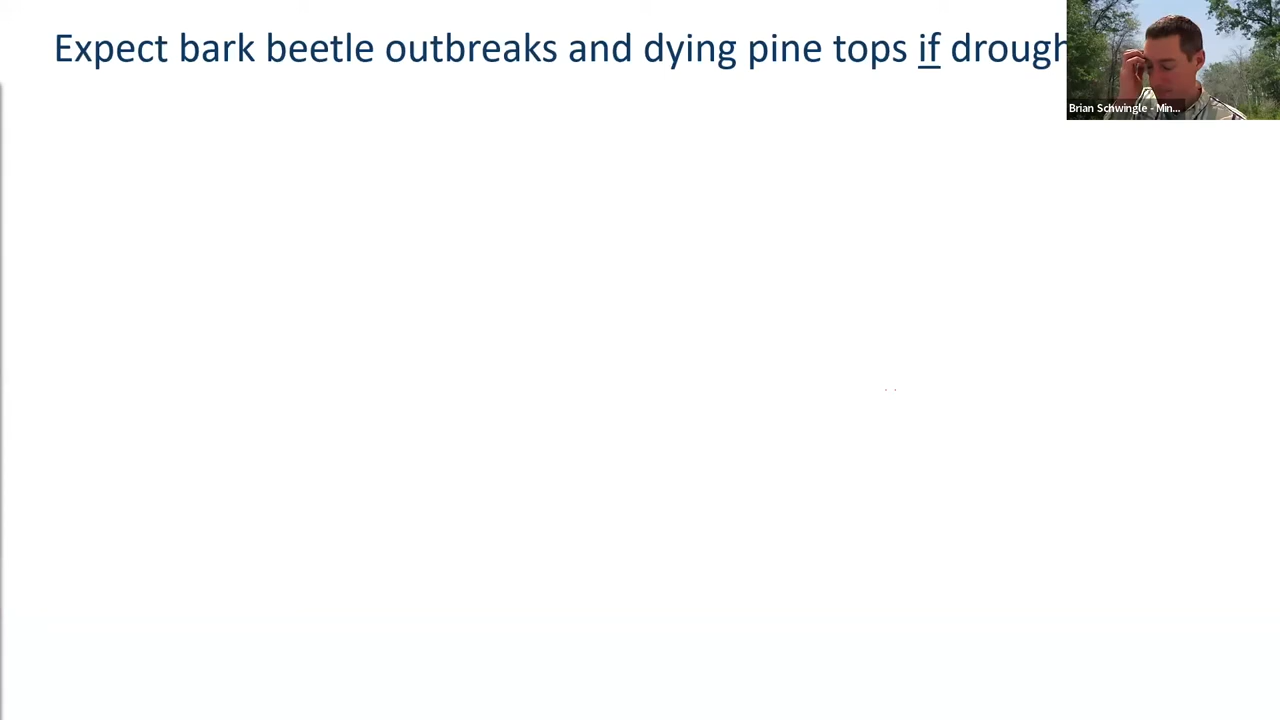 Expect bark beetle outbreaks and dying pine tops if drough
Brian Schwingle - Min...